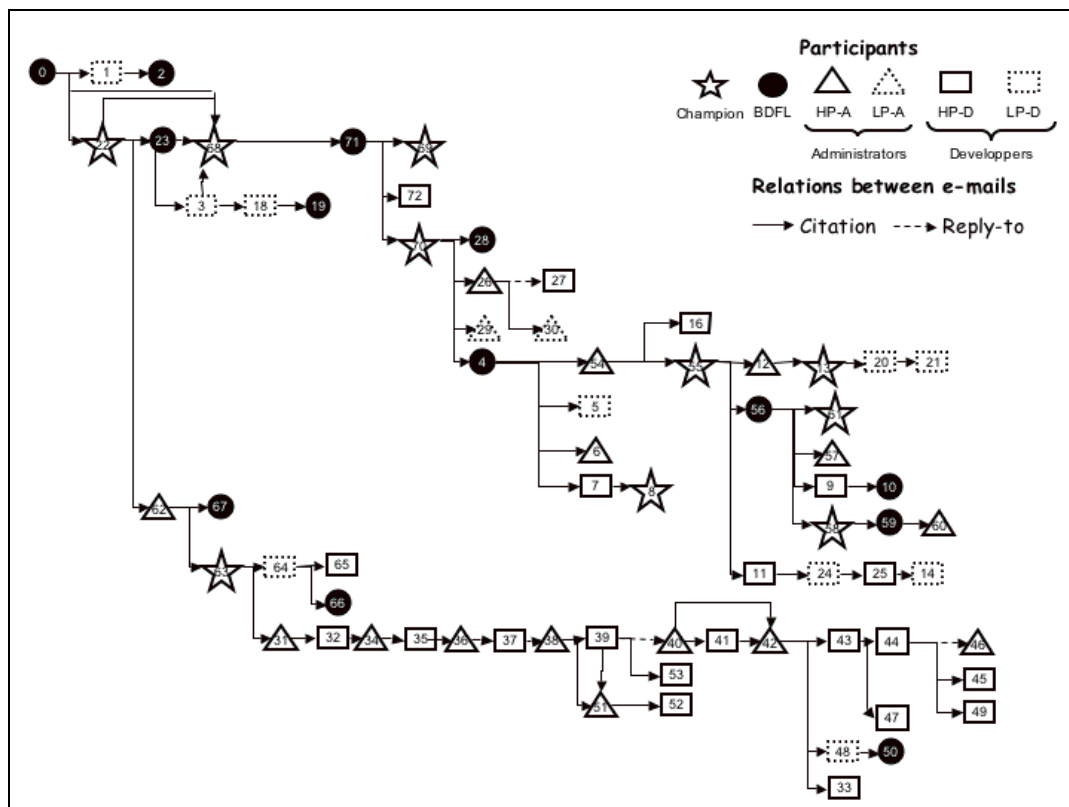 Participants
Champion BDFL HP-A LP-A HP-D LP-D
Administrators Developpers
Relations between e-mails
Citation Reply-to
0 1 2
22 23 68 71 69
3 18 19 72
70 28
26 27
29 30 16
4 54 55 12 13 20 21
5 56 61
6 57
7 8 9 10
62 67 58 59 60
63 64 65 11 24 25 14
66
31 32 34 35 36 37 38 39 40 41 42 43 44 46
53 45
51 52 47 49
48 50
33